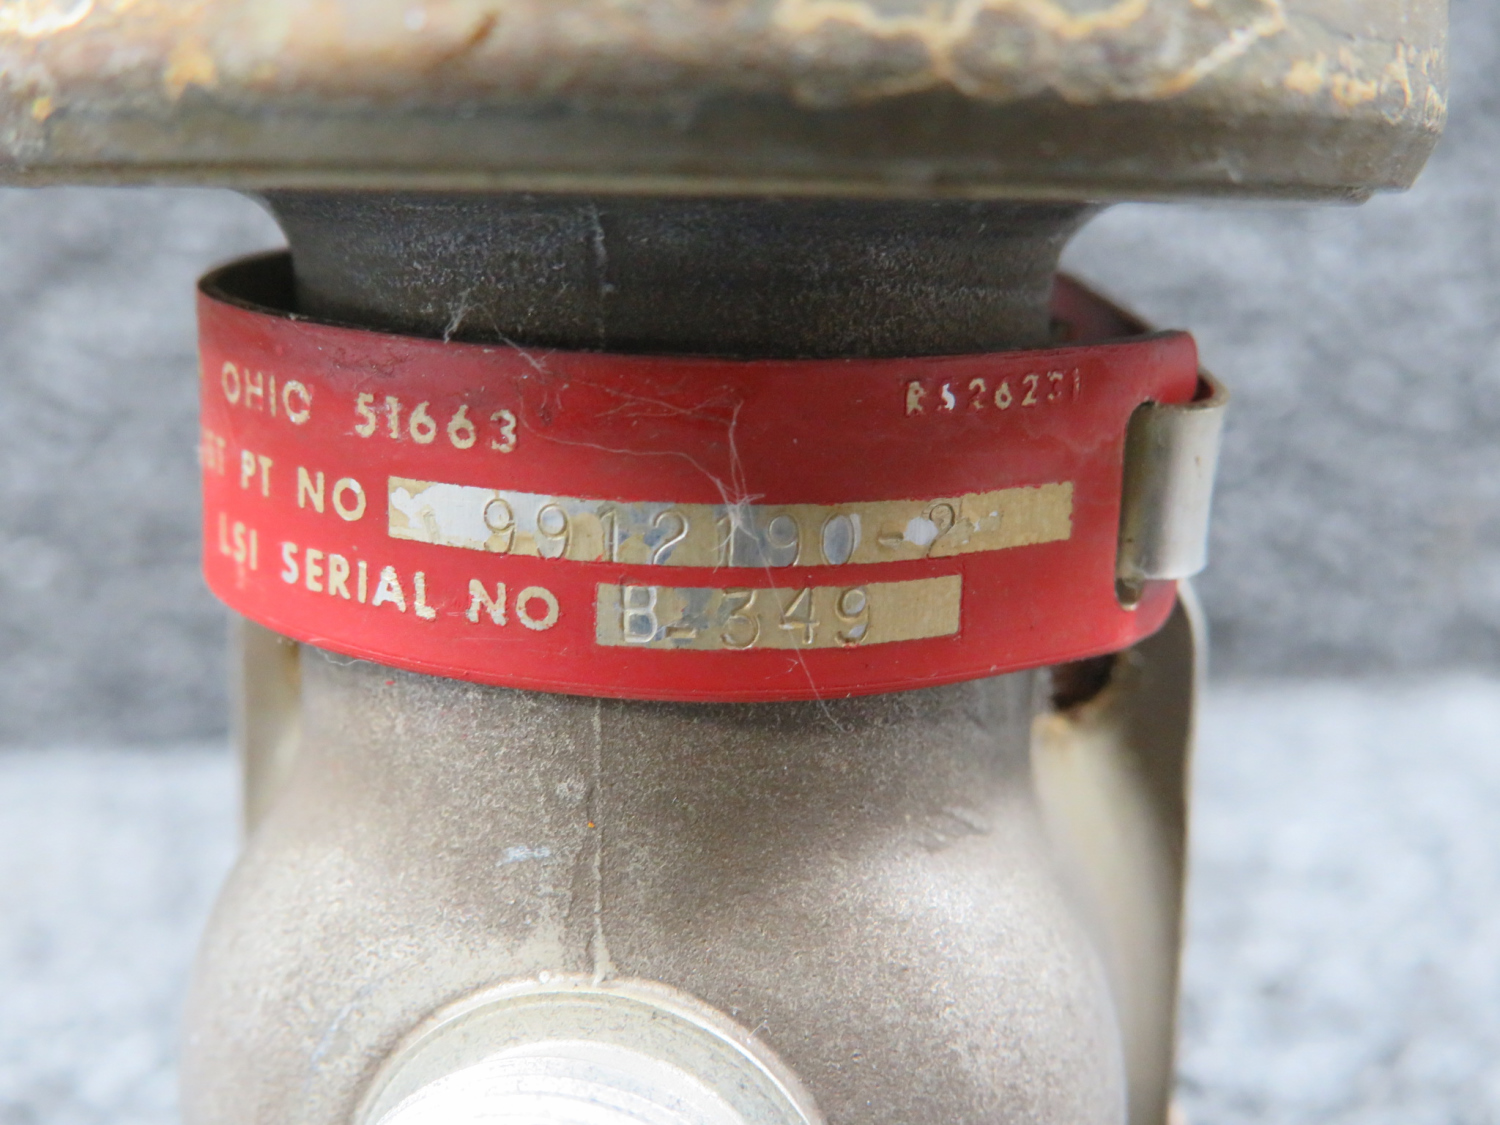 OHIO 51663
RS26231
PT NO 9912190-2
LSI SERIAL NO B-349